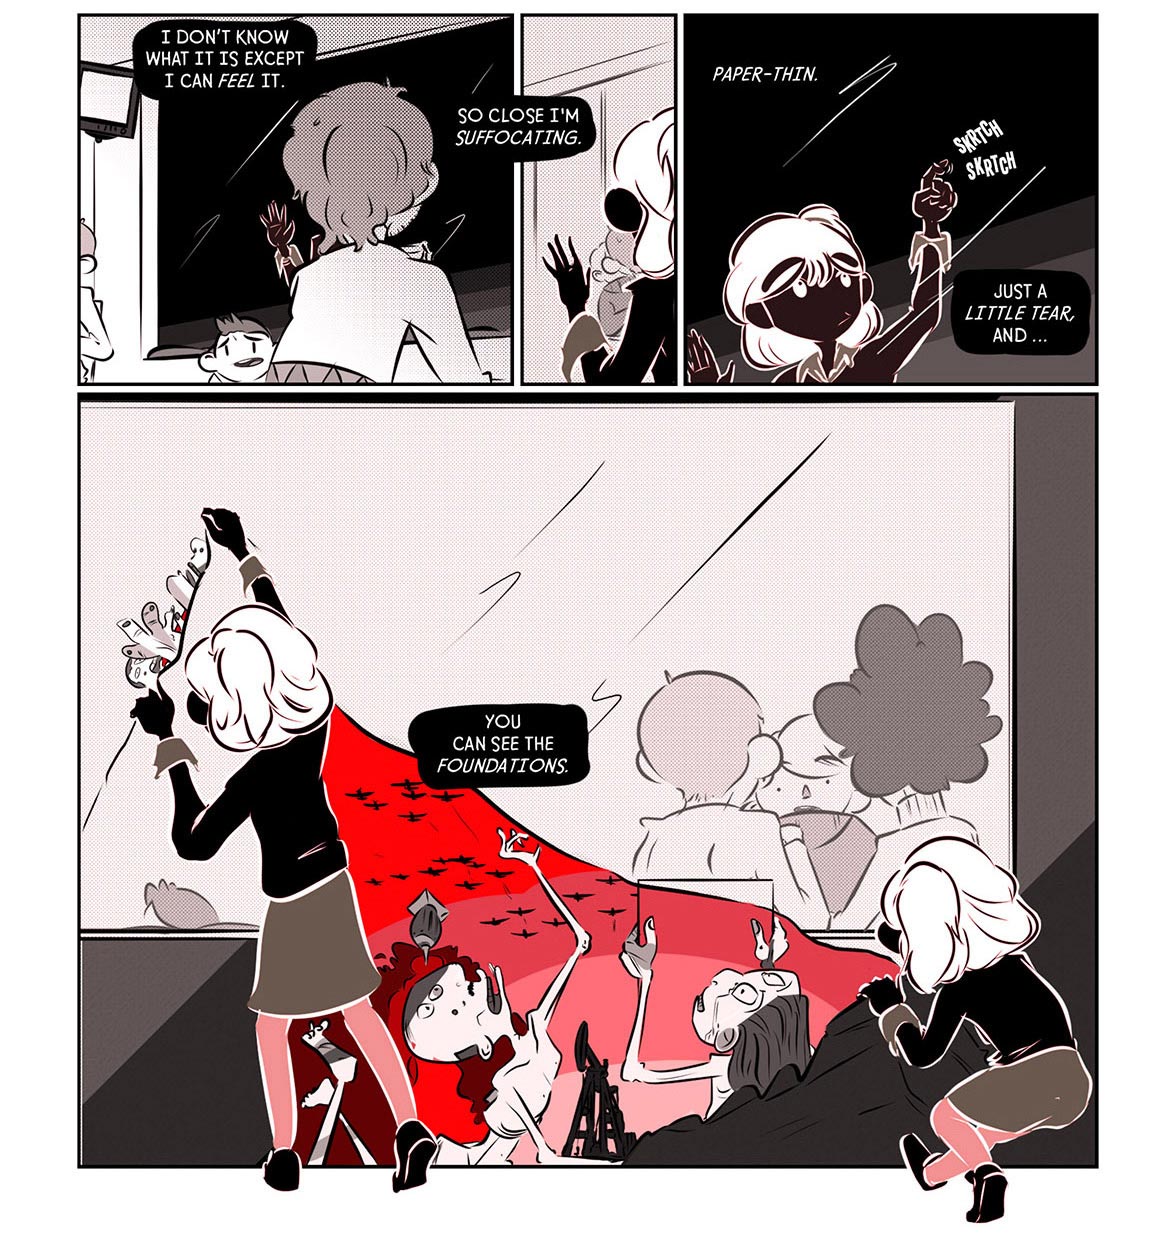 I DON'T KNOW
WHAT IT IS EXCEPT
I CAN FEEL IT.
SO CLOSE I'M
SUFFOCATING.
PAPER-THIN.
SKRTCH
SKRTCH
JUST A
LITTLE TEAR,
AND ...
YOU
CAN SEE THE
FOUNDATIONS.